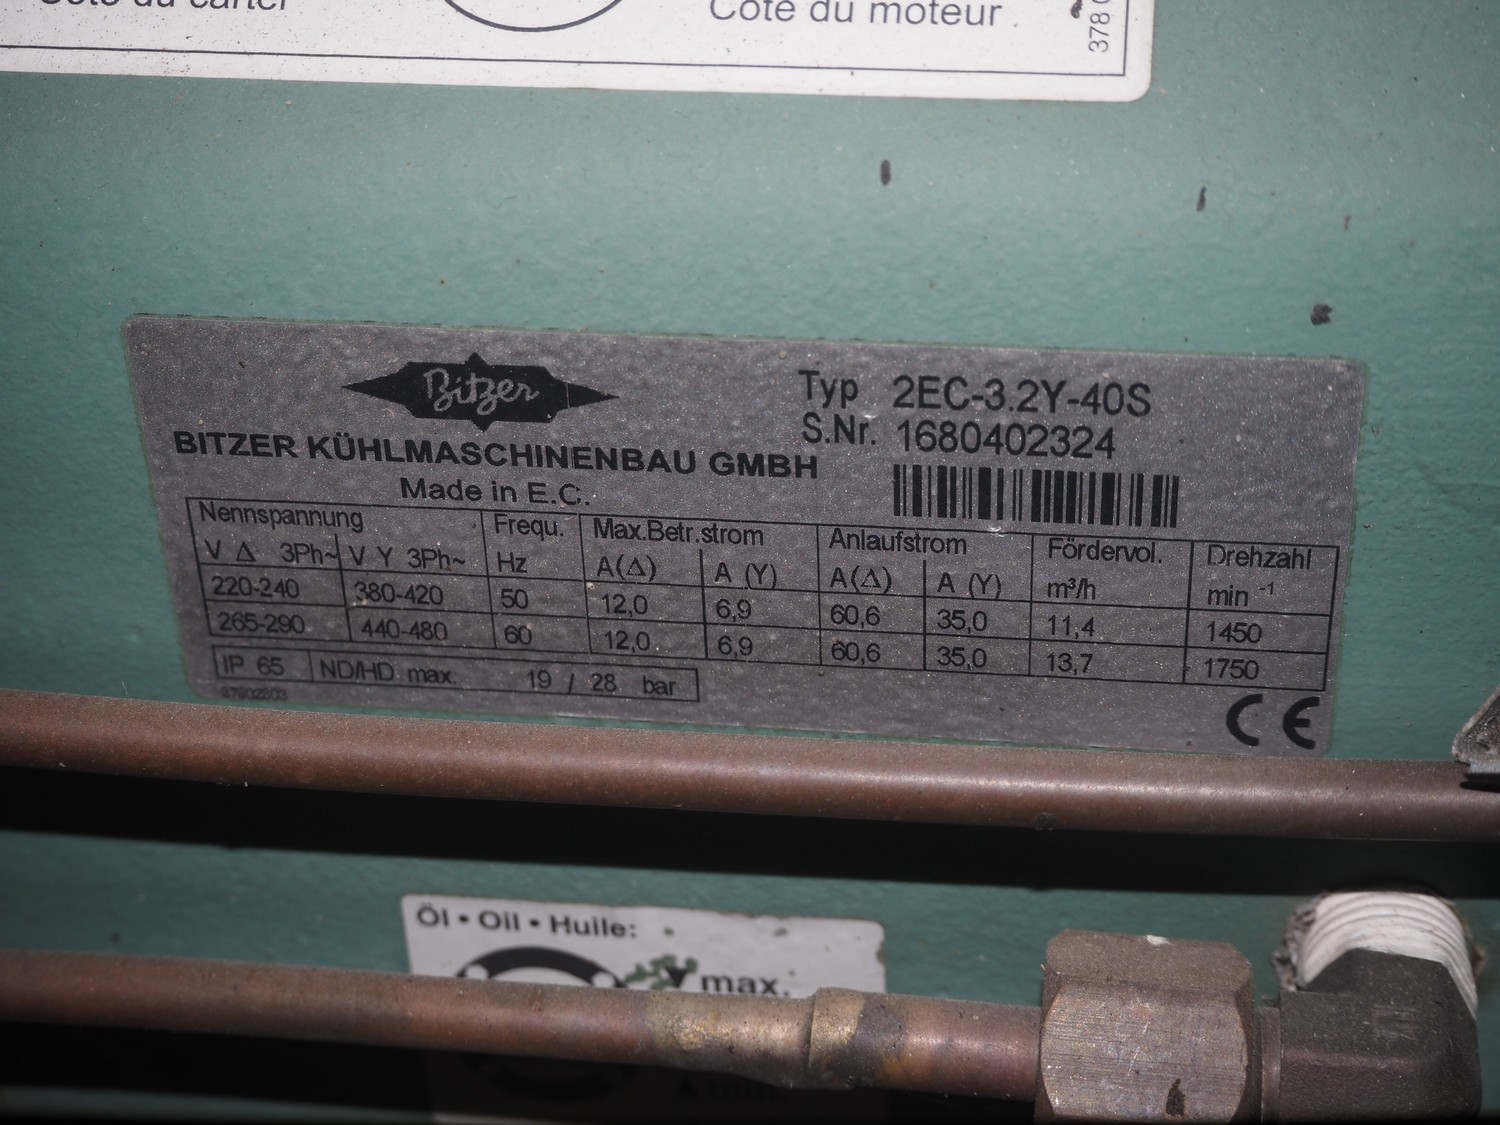 Côté du carter
Côté du moteur
378 0
Bitzer
BITZER KÜHLMASCHINENBAU GMBH
Made in E.C.
Typ 2EC-3.2Y-40S
S.Nr. 1680402324
Nennspannung Frequ. Max.Betr.strom Anlaufstrom Fördervol. Drehzahl
V Δ 3Ph~ V Y 3Ph~ Hz A(Δ) A (Y) A(Δ) A (Y) m³/h min -1
220-240 380-420 50 12,0 6,9 60,6 35,0 11,4 1450
265-290 440-480 60 12,0 6,9 60,6 35,0 13,7 1750
IP 65 ND/HD max. 19 / 28 bar
CE
Öl • Oil • Huile:
max.